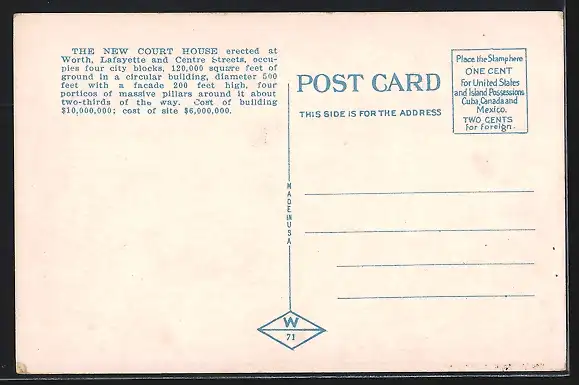 THE NEW COURT HOUSE erected at
Worth, Lafayette and Centre Streets, occu-
pies four city blocks, 120,000 square feet of
ground in a circular building, diameter 500
feet with a facade 200 feet high, four
porticos of massive pillars around it about
two-thirds of the way. Cost of building
$10,000,000; cost of site $6,000,000.
POST CARD
THIS SIDE IS FOR THE ADDRESS
Place the Stamp here
ONE CENT
For United States
and Island Possessions
Cuba, Canada and
Mexico.
TWO CENTS
for foreign.
MADE IN USA
W
71